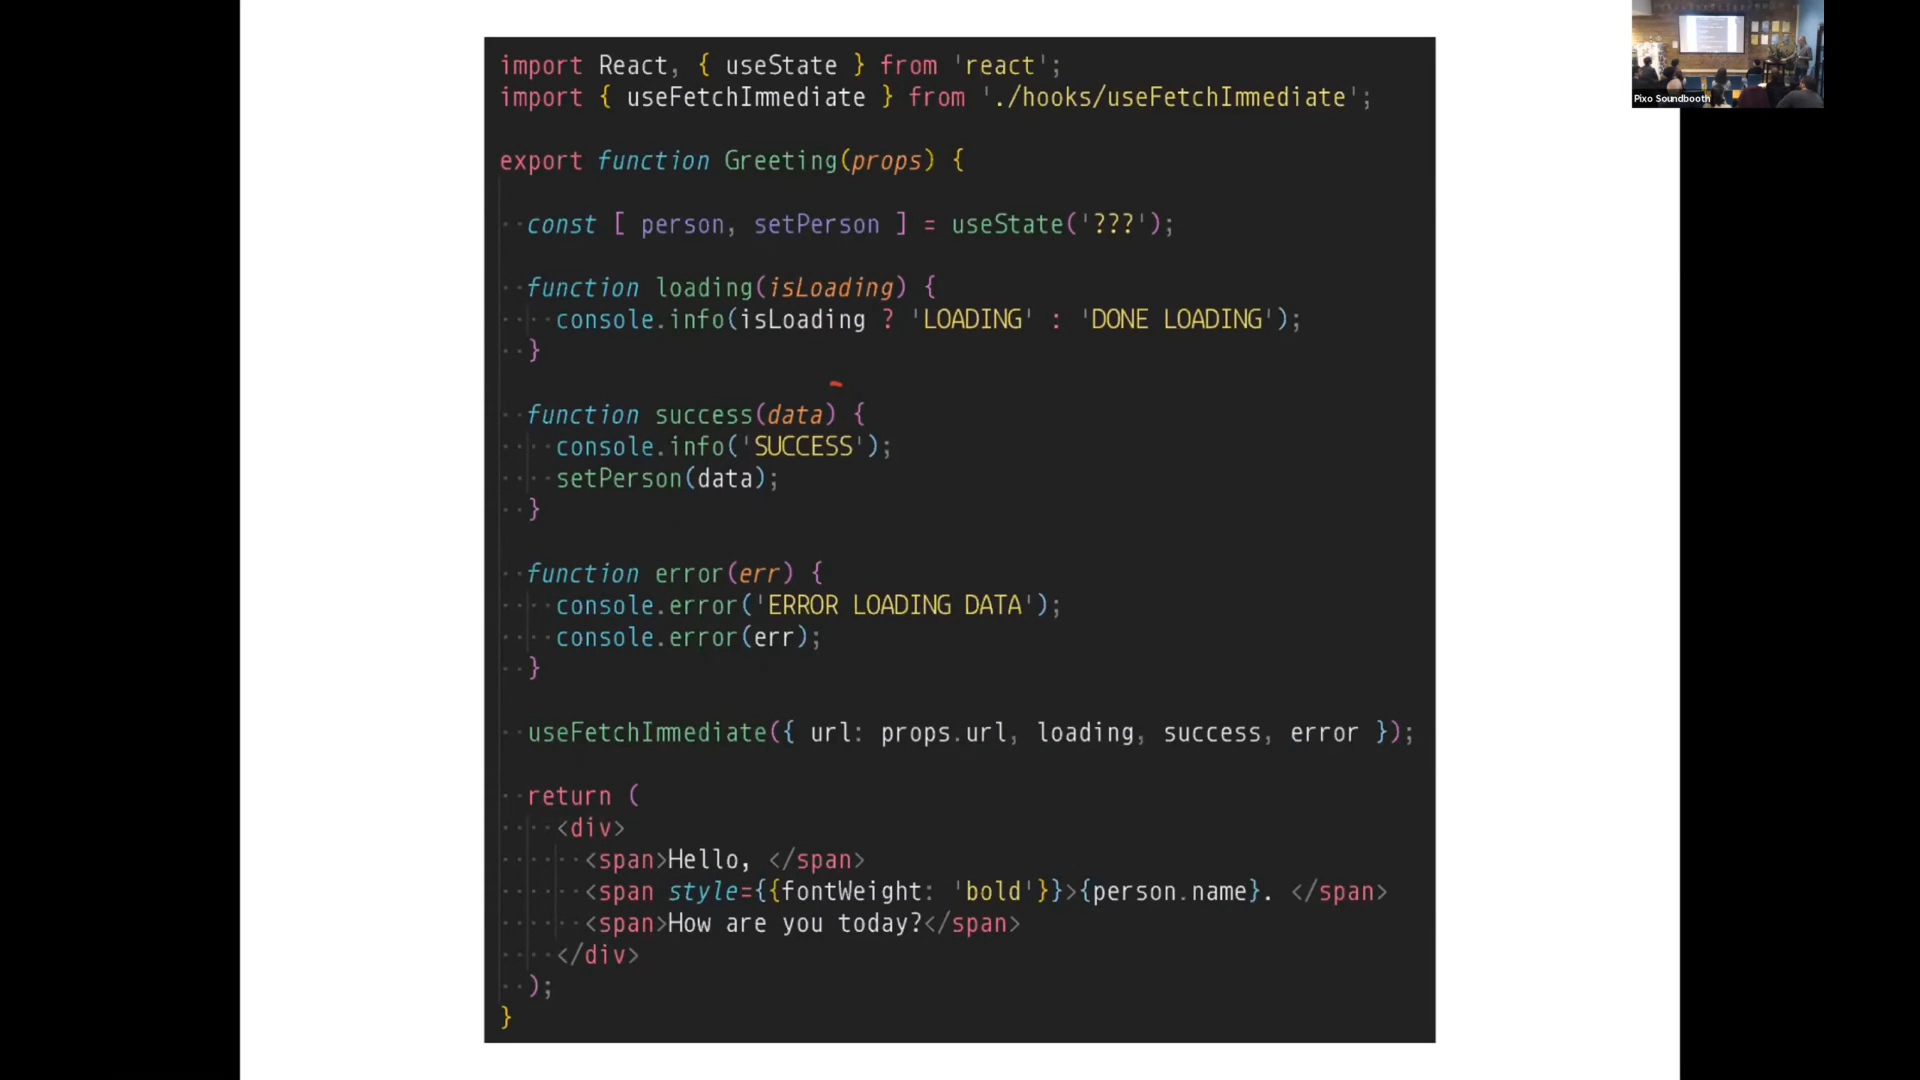 import React, { useState } from 'react';
import { useFetchImmediate } from './hooks/useFetchImmediate';
export function Greeting(props) {
const [ person, setPerson ] = useState('???');
function loading(isLoading) {
console.info(isLoading ? 'LOADING' : 'DONE LOADING');
}
function success(data) {
console.info('SUCCESS');
setPerson(data);
}
function error(err) {
console.error('ERROR LOADING DATA');
console.error(err);
}
useFetchImmediate({ url: props.url, loading, success, error });
return (
<div>
<span>Hello, </span>
<span style={{fontWeight: 'bold'}}>{person.name}. </span>
<span>How are you today?</span>
</div>
);
}
Pixo Soundbooth